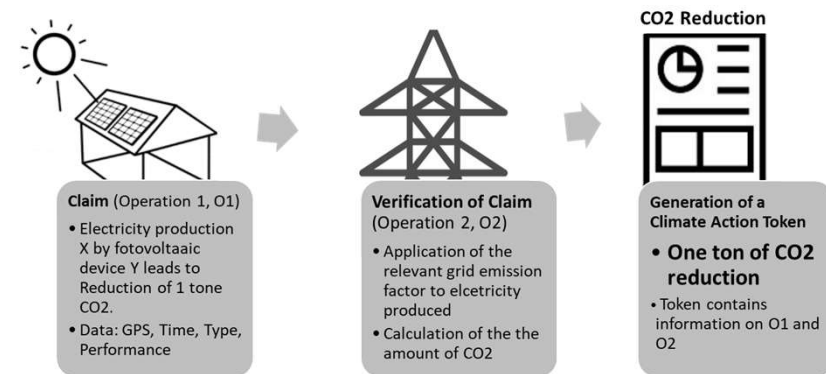 CO2 Reduction
Claim (Operation 1, O1)
• Electricity production
X by fotovoltaaic
device Y leads to
Reduction of 1 tone
CO2.
• Data: GPS, Time, Type,
Performance
Verification of Claim
(Operation 2, O2)
• Application of the
relevant grid emission
factor to elcetricity
produced
• Calculation of the the
amount of CO2
Generation of a
Climate Action Token
• One ton of CO2
reduction
• Token contains
information on O1 and
O2